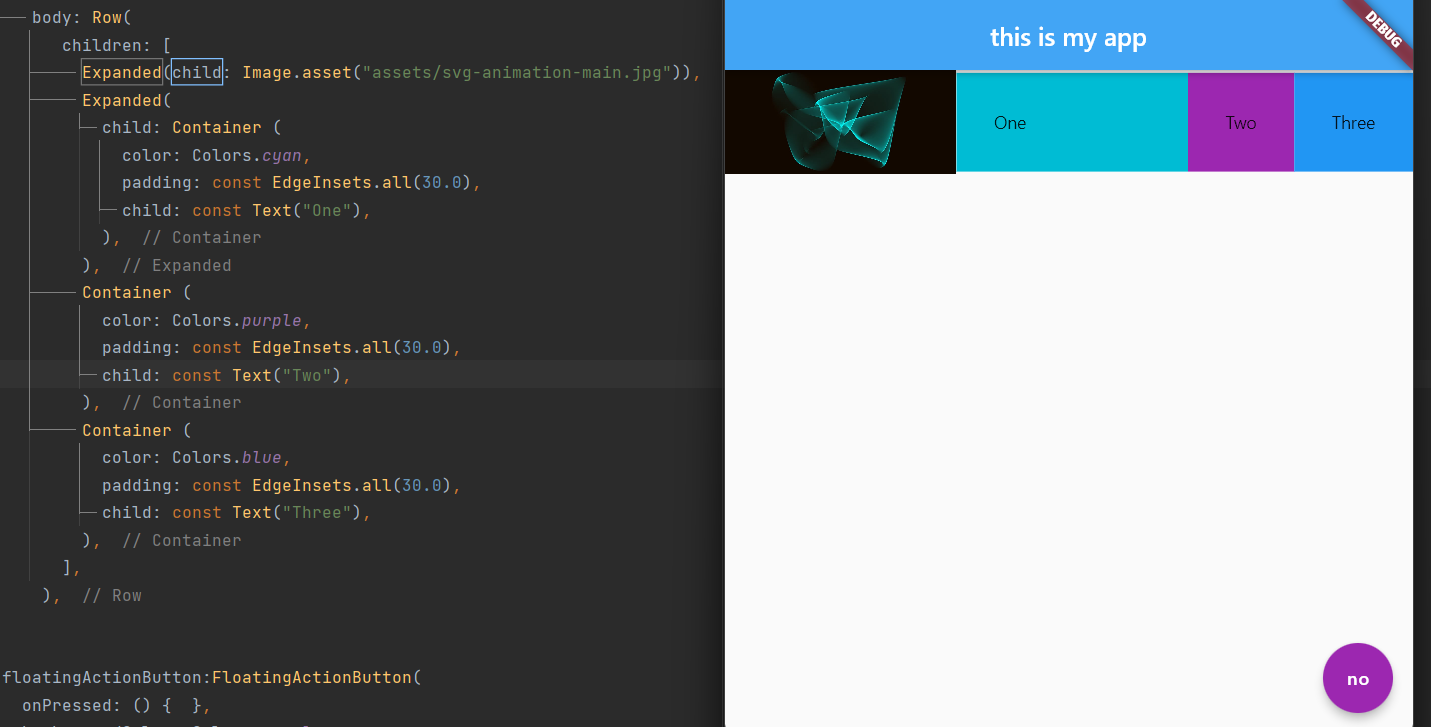 body: Row(
children: [
Expanded(child: Image.asset("assets/svg-animation-main.jpg")),
Expanded(
child: Container (
color: Colors.cyan,
padding: const EdgeInsets.all(30.0),
child: const Text("One"),
), // Container
), // Expanded
Container (
color: Colors.purple,
padding: const EdgeInsets.all(30.0),
child: const Text("Two"),
), // Container
Container (
color: Colors.blue,
padding: const EdgeInsets.all(30.0),
child: const Text("Three"),
), // Container
],
), // Row
floatingActionButton:FloatingActionButton(
onPressed: () { },
this is my app
DEBUG
One
Two
Three
no